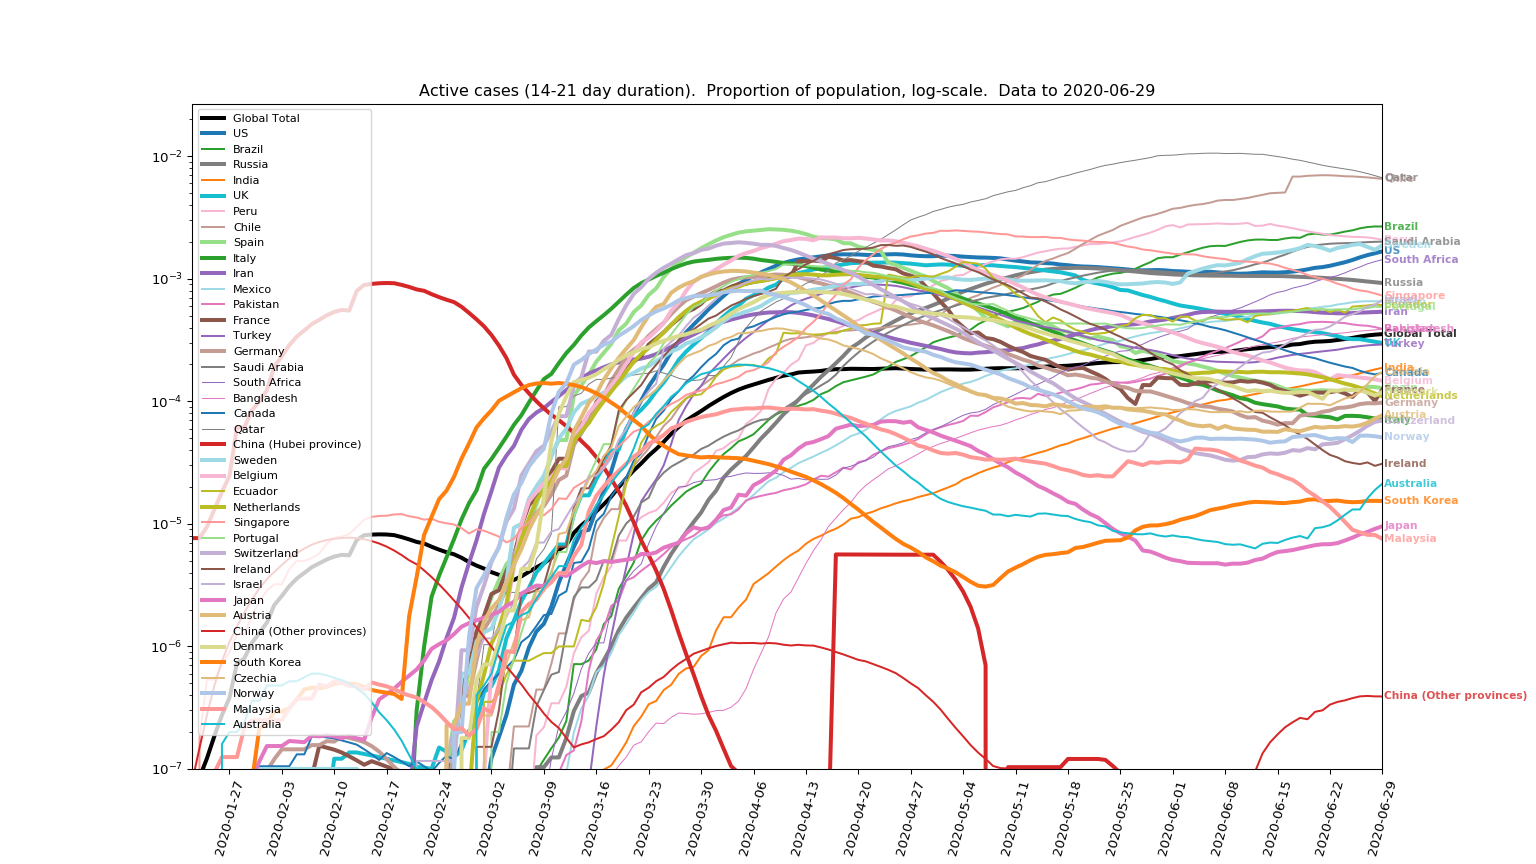 Active cases (14-21 day duration).  Proportion of population, log-scale.  Data to 2020-06-29
10−2
10−3
10−4
10−5
10−6
10−7
Global Total
US
Brazil
Russia
India
UK
Peru
Chile
Spain
Italy
Iran
Mexico
Pakistan
France
Turkey
Germany
Saudi Arabia
South Africa
Bangladesh
Canada
Qatar
China (Hubei province)
Sweden
Belgium
Ecuador
Netherlands
Singapore
Portugal
Switzerland
Ireland
Israel
Japan
Austria
China (Other provinces)
Denmark
South Korea
Czechia
Norway
Malaysia
Australia
Qatar
Brazil
Saudi Arabia
US
South Africa
Russia
Singapore
Iran
Global Total
Turkey
India
Canada
Belgium
Netherlands
Germany
Austria
Italy
Switzerland
Norway
Ireland
Australia
South Korea
Japan
Malaysia
China (Other provinces)
2020-01-27
2020-02-03
2020-02-10
2020-02-17
2020-02-24
2020-03-02
2020-03-09
2020-03-16
2020-03-23
2020-03-30
2020-04-06
2020-04-13
2020-04-20
2020-04-27
2020-05-04
2020-05-11
2020-05-18
2020-05-25
2020-06-01
2020-06-08
2020-06-15
2020-06-22
2020-06-29